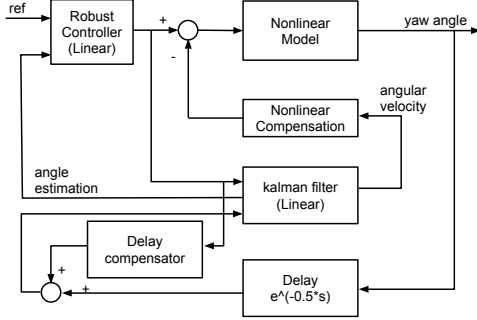 ref
Robust
Controller
(Linear)
+
-
Nonlinear
Model
yaw angle
angular
velocity
Nonlinear
Compensation
angle
estimation
kalman filter
(Linear)
Delay
compensator
+
+
Delay
e^(-0.5*s)